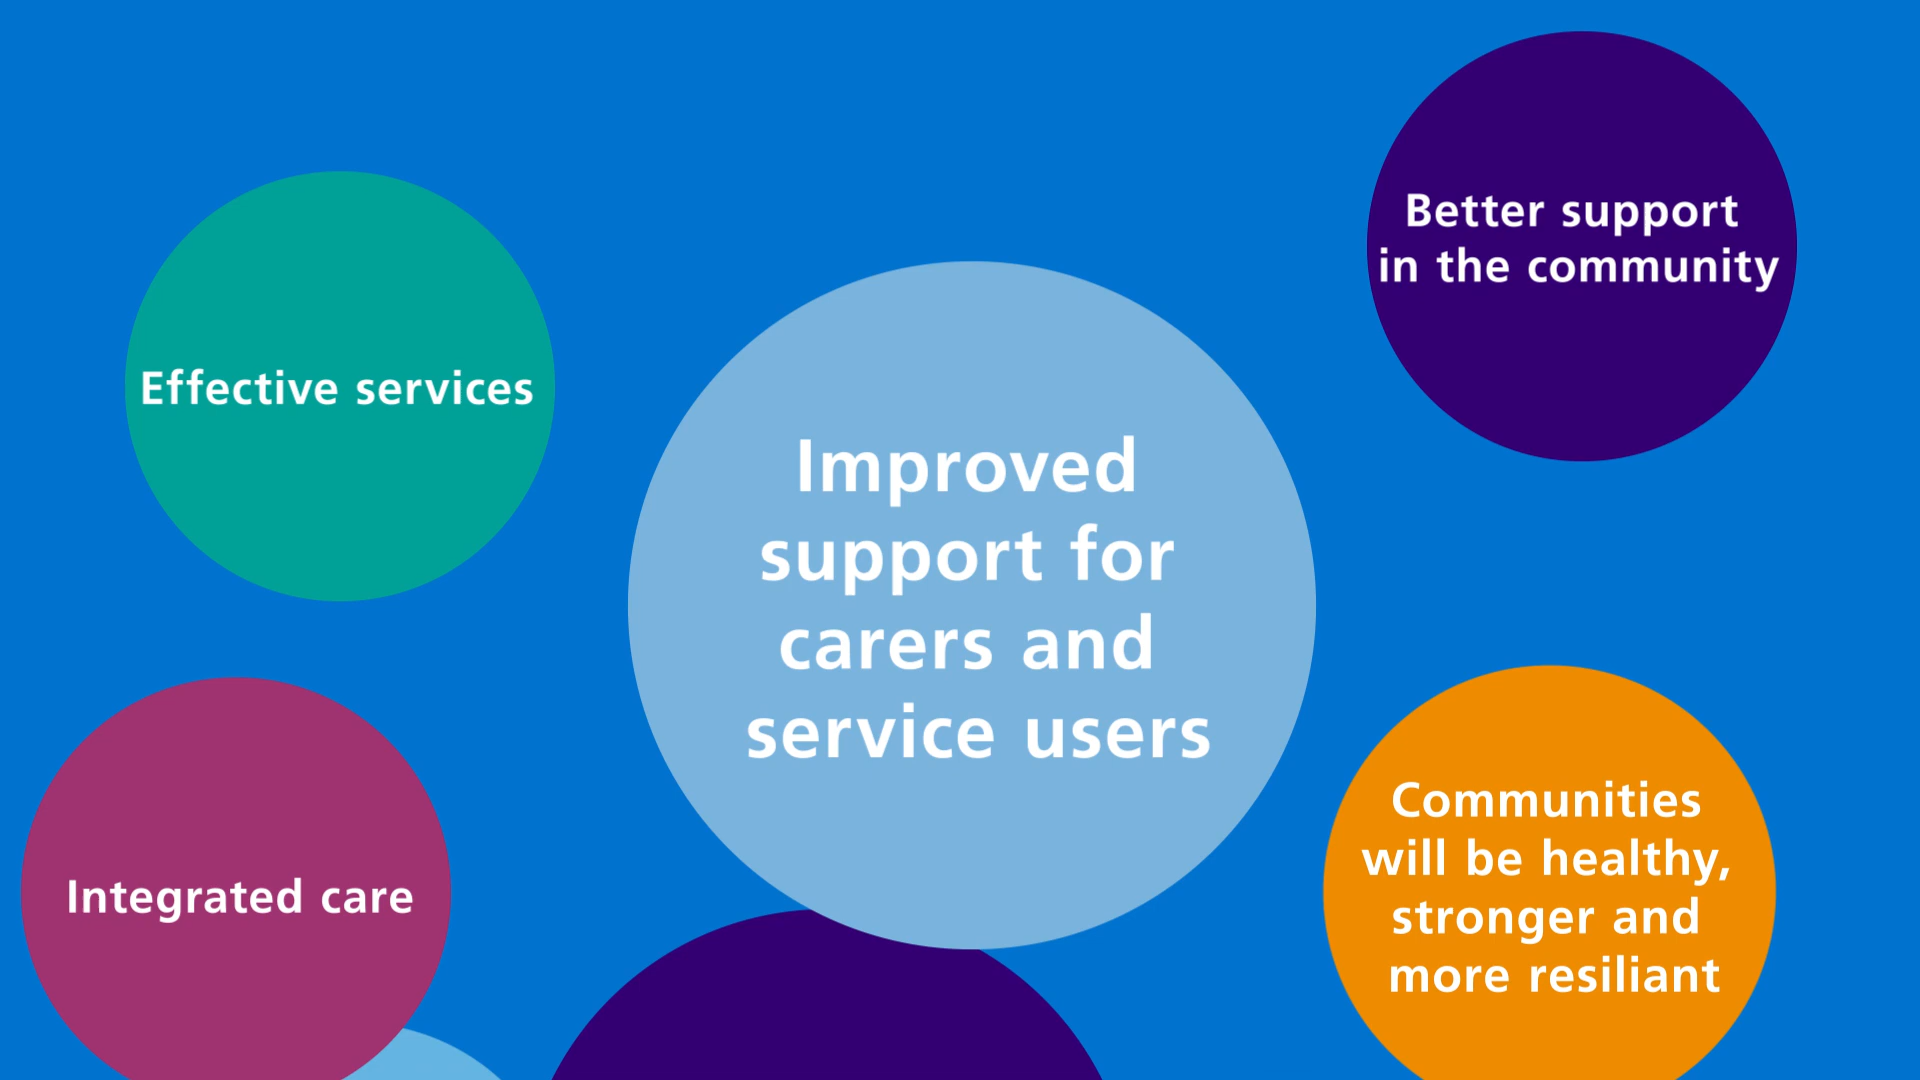 Better support
in the community
Effective services
Improved
support for
carers and
service users
Communities
will be healthy,
stronger and
more resiliant
Integrated care